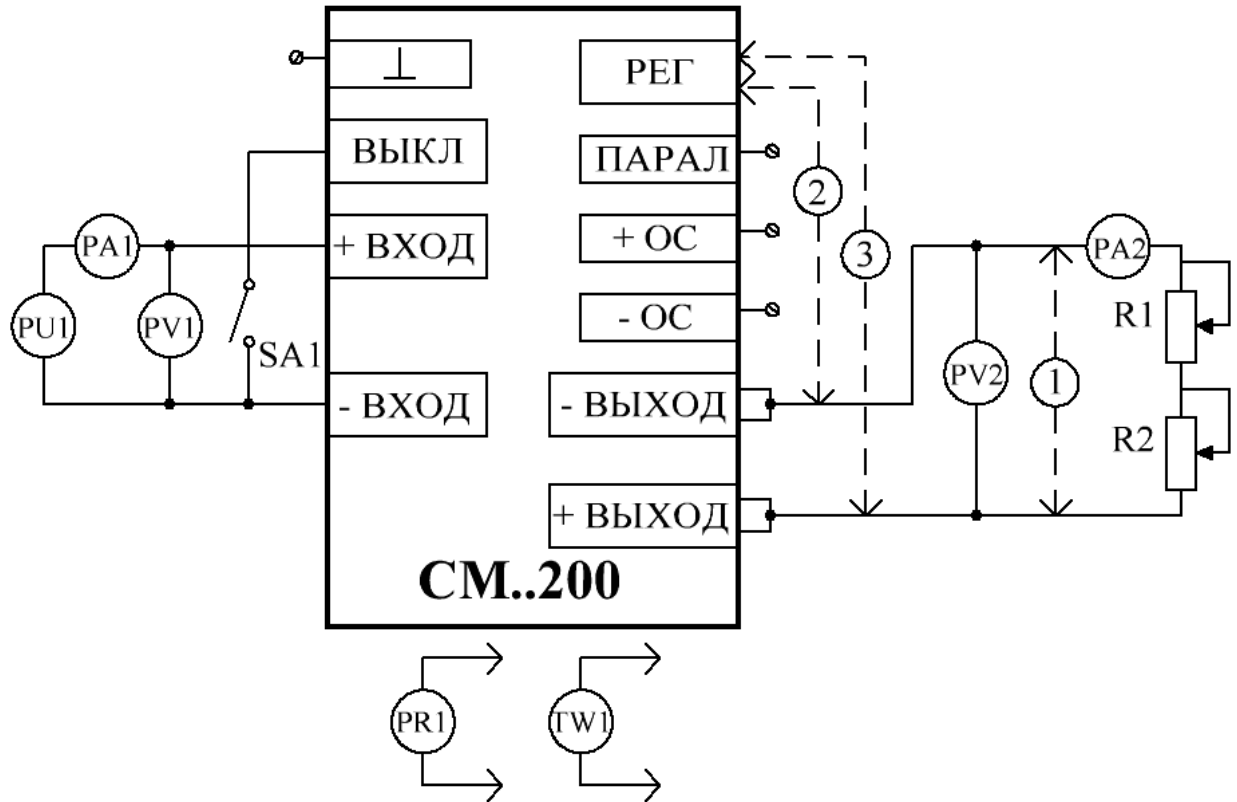 ⊥
РЕГ
ВЫКЛ
ПАРАЛ
2
PA1
+ ВХОД
+ ОС
3
PA2
PU1
PV1
SA1
- ОС
R1
- ВХОД
- ВЫХОД
PV2
1
R2
+ ВЫХОД
СМ..200
PR1
TW1